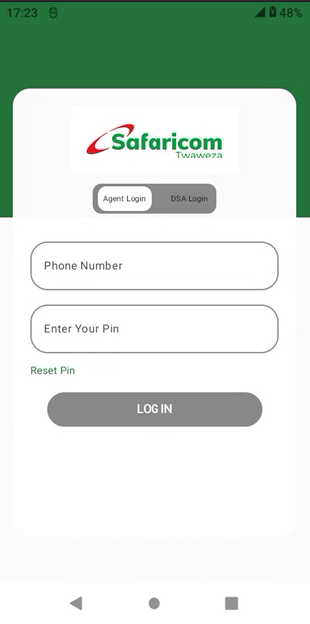 17:23 48%
Safaricom
Twaweza
Agent Login DSA Login
Phone Number
Enter Your Pin
Reset Pin
LOG IN